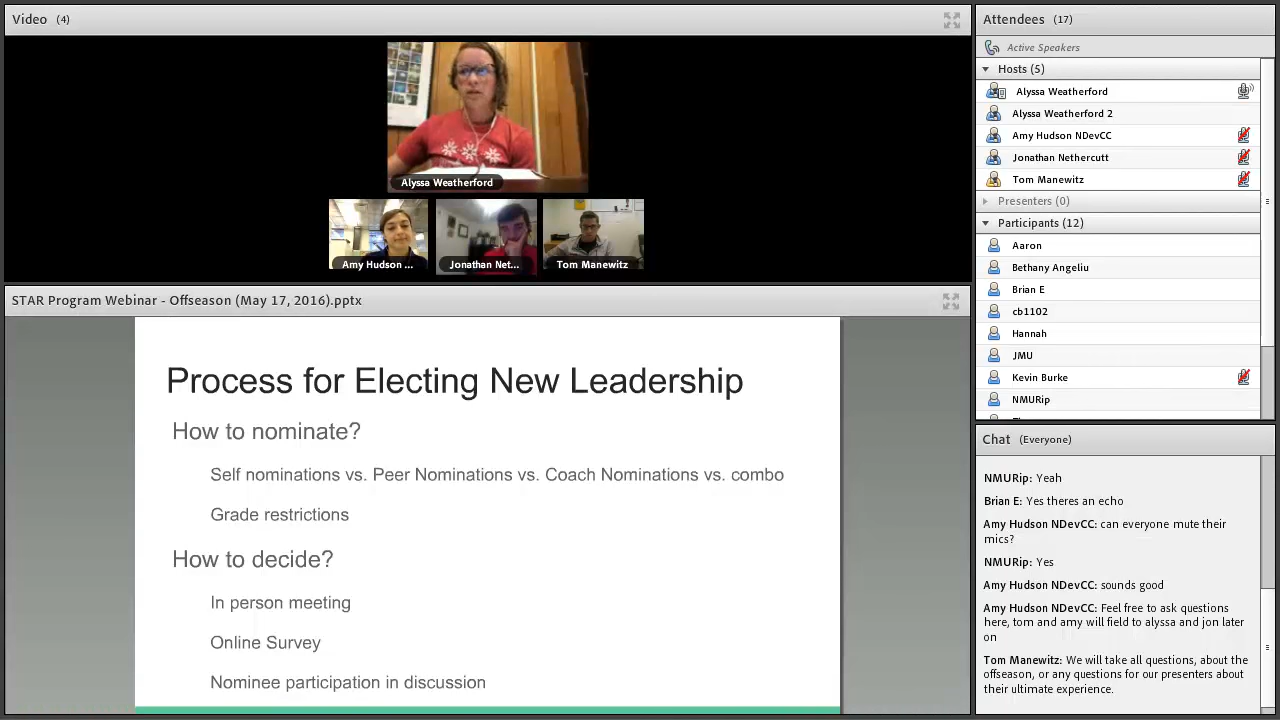 Video (4)
Alyssa Weatherford
Amy Hudson ...
Jonathan Net...
Tom Manewitz
STAR Program Webinar - Offseason (May 17, 2016).pptx
Process for Electing New Leadership
How to nominate?
Self nominations vs. Peer Nominations vs. Coach Nominations vs. combo
Grade restrictions
How to decide?
In person meeting
Online Survey
Nominee participation in discussion
Attendees (17)
Active Speakers
Hosts (5)
Alyssa Weatherford
Alyssa Weatherford 2
Amy Hudson NDevCC
Jonathan Nethercutt
Tom Manewitz
Presenters (0)
Participants (12)
Aaron
Bethany Angeliu
Brian E
cb1102
Hannah
JMU
Kevin Burke
NMURip
Chat (Everyone)
NMURip: Yeah
Brian E: Yes theres an echo
Amy Hudson NDevCC: can everyone mute their
mics?
NMURip: Yes
Amy Hudson NDevCC: sounds good
Amy Hudson NDevCC: Feel free to ask questions
here, tom and amy will field to alyssa and jon later
on
Tom Manewitz: We will take all questions, about the
offseason, or any questions for our presenters about
their ultimate experience.